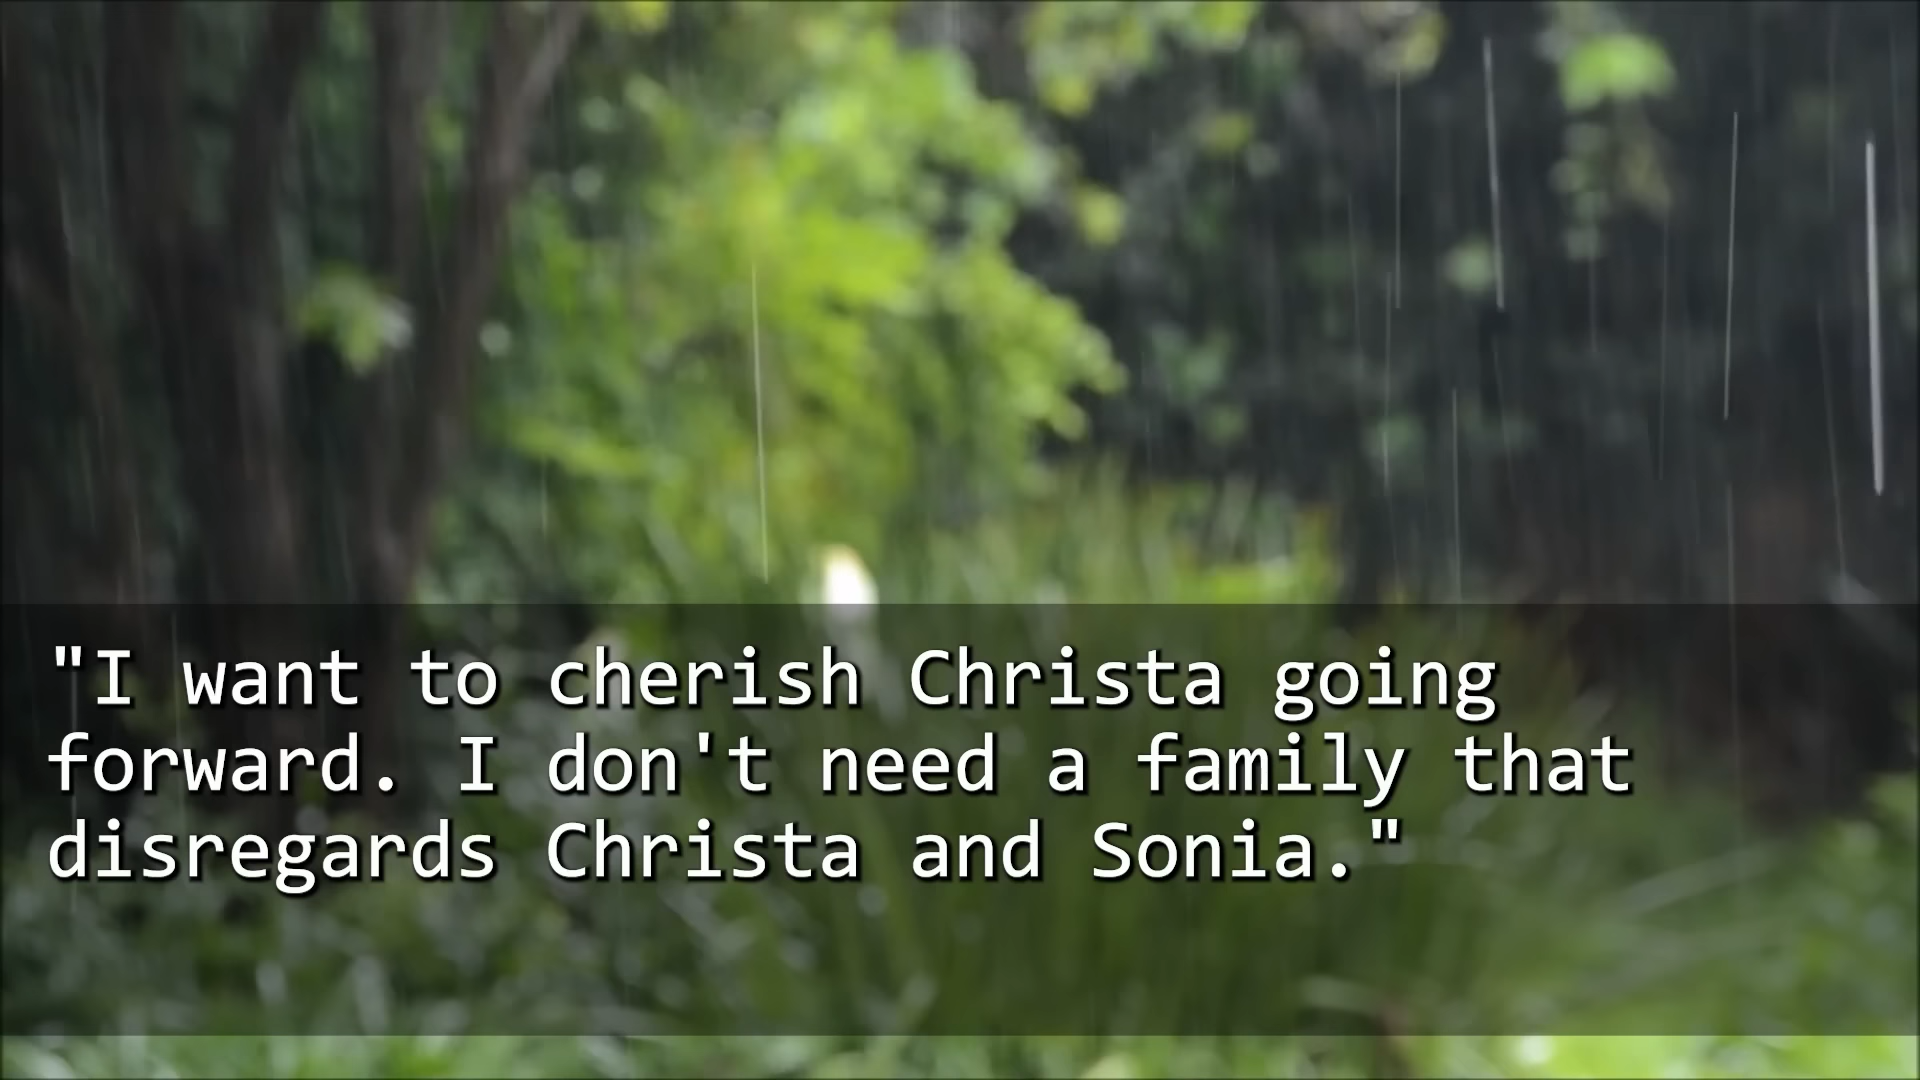 "I want to cherish Christa going
forward. I don't need a family that
disregards Christa and Sonia."